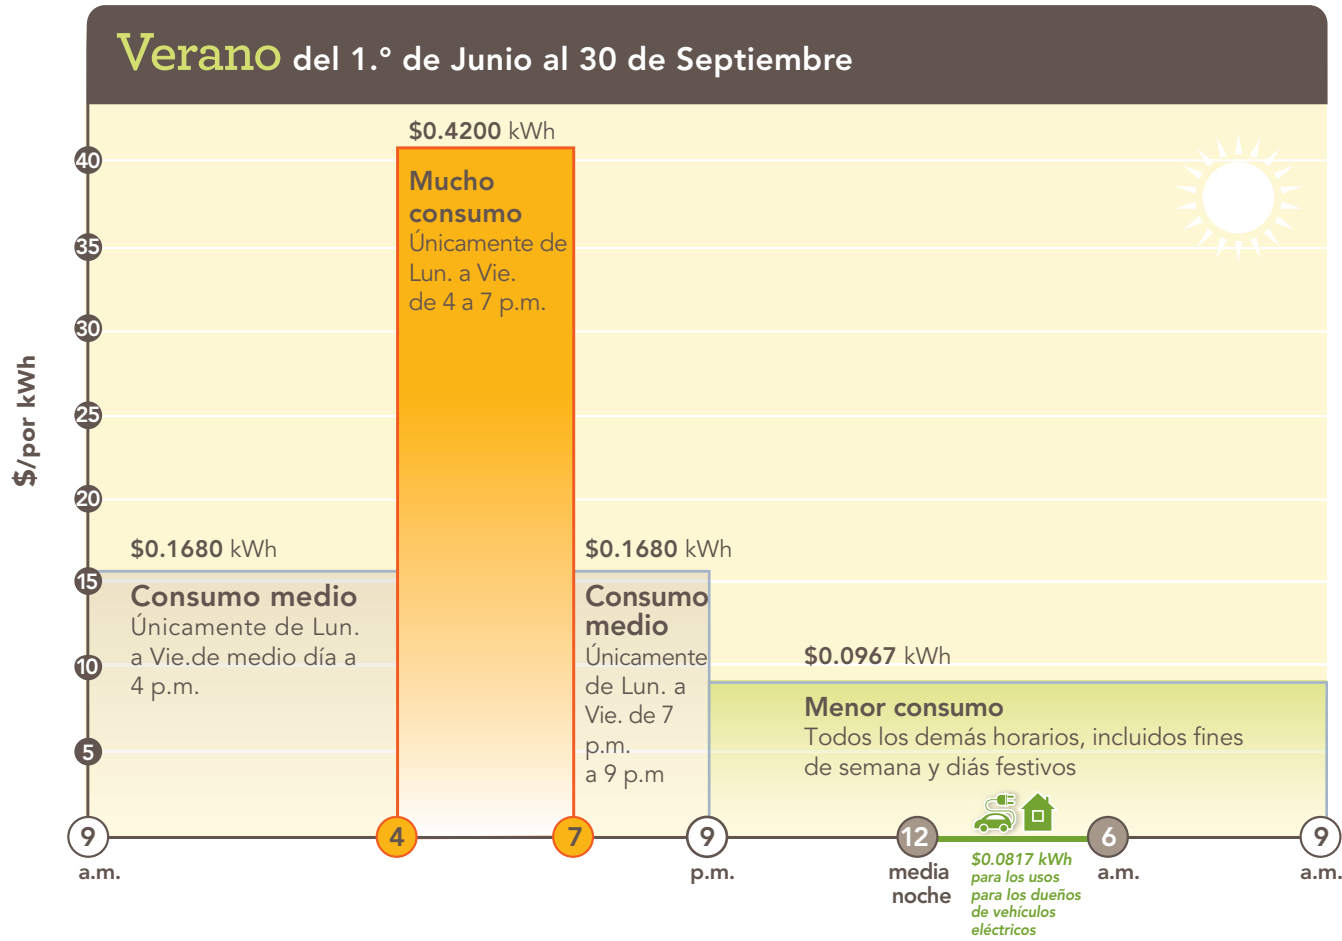 Verano del 1.° de Junio al 30 de Septiembre
$/por kWh
40
35
30
25
20
15
10
5
$0.4200 kWh
Mucho
consumo
Únicamente de
Lun. a Vie.
de 4 a 7 p.m.
$0.1680 kWh
Consumo medio
Únicamente de Lun.
a Vie.de medio día a
4 p.m.
$0.1680 kWh
Consumo
medio
Únicamente
de Lun. a
Vie. de 7
p.m.
a 9 p.m
$0.0967 kWh
Menor consumo
Todos los demás horarios, incluidos fines
de semana y diás festivos
9
a.m.
4
7
9
p.m.
12
media
noche
$0.0817 kWh
para los usos
para los dueños
de vehículos
eléctricos
6
a.m.
9
a.m.